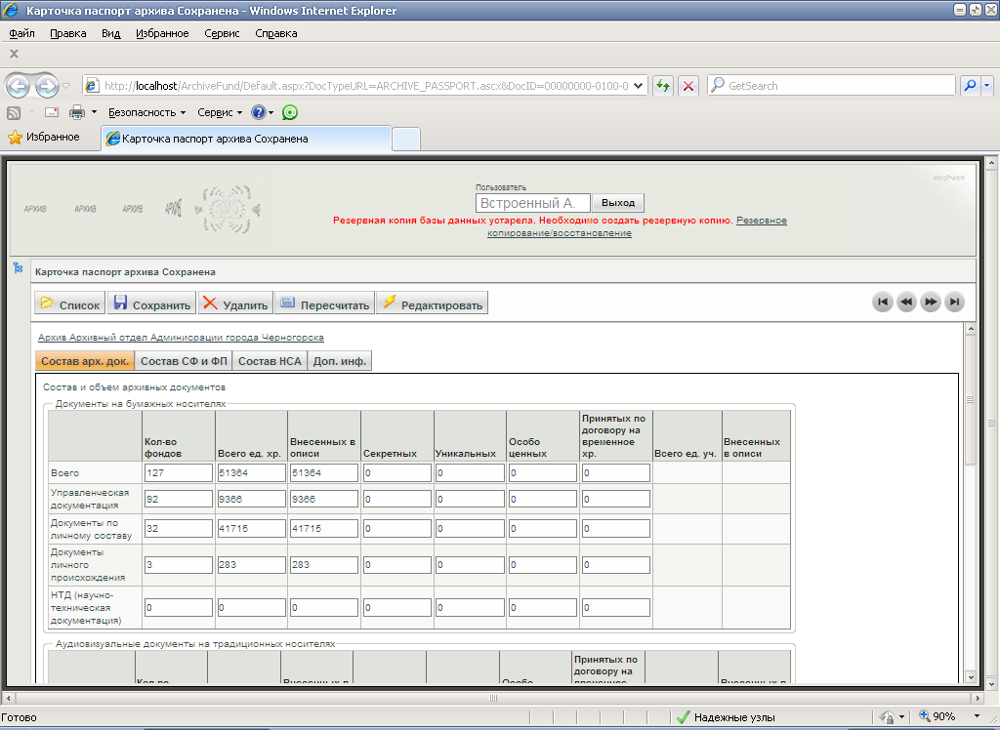 Карточка паспорт архива Сохранена - Windows Internet Explorer
Файл Правка Вид Избранное Сервис Справка
http://localhost/ArchiveFund/Default.aspx?DocTypeURL=ARCHIVE_PASSPORT.ascx&DocID=00000000-0100-0
GetSearch
Безопасность Сервис
Избранное
Карточка паспорт архива Сохранена
eqNet
АРХИВ АРХИВ АРХИВ АРХИВ
Пользователь
Встроенный А. Выход
Резервная копия базы данных устарела. Необходимо создать резервную копию. Резервное
копирование/восстановление
Карточка паспорт архива Сохранена
Список Сохранить Удалить Пересчитать Редактировать
Архив Архивный отдел Админисрации города Черногорска
Состав арх. док. Состав СФ и ФП Состав НСА Доп. инф.
Состав и объем архивных документов
Документы на бумажных носителях
Кол-во фондов Всего ед. хр. Внесенных в описи Секретных Уникальных Особо ценных Принятых по договору на временное хр. Всего ед. уч. Внесенных в описи
Всего 127 51364 51364 0 0 0 0
Управленческая документация 92 9366 9366 0 0 0 0
Документы по личному составу 32 41715 41715 0 0 0 0
Документы личного происхождения 3 283 283 0 0 0 0
НТД (научно-техническая документация) 0 0 0 0 0 0 0
Аудиовизуальные документы на традиционных носителях
Принятых по
договору на
Кол-во Внесенных в Особо временное Внесенных в
Готово Надежные узлы 90%